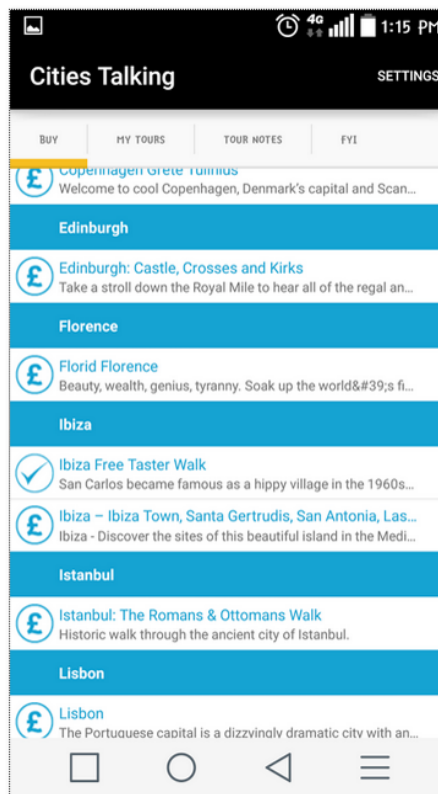 4G 1:15 PM
Cities Talking SETTINGS
BUY MY TOURS TOUR NOTES FYI
£ Copenhagen Grete Tulinius
Welcome to cool Copenhagen, Denmark's capital and Scan...
Edinburgh
£ Edinburgh: Castle, Crosses and Kirks
Take a stroll down the Royal Mile to hear all of the regal an...
Florence
£ Florid Florence
Beauty, wealth, genius, tyranny. Soak up the world&#39;s fi...
Ibiza
Ibiza Free Taster Walk
San Carlos became famous as a hippy village in the 1960s...
£ Ibiza – Ibiza Town, Santa Gertrudis, San Antonia, Las...
Ibiza - Discover the sites of this beautiful island in the Medi...
Istanbul
£ Istanbul: The Romans & Ottomans Walk
Historic walk through the ancient city of Istanbul.
Lisbon
£ Lisbon
The Portuguese capital is a dizzyingly dramatic city with an...